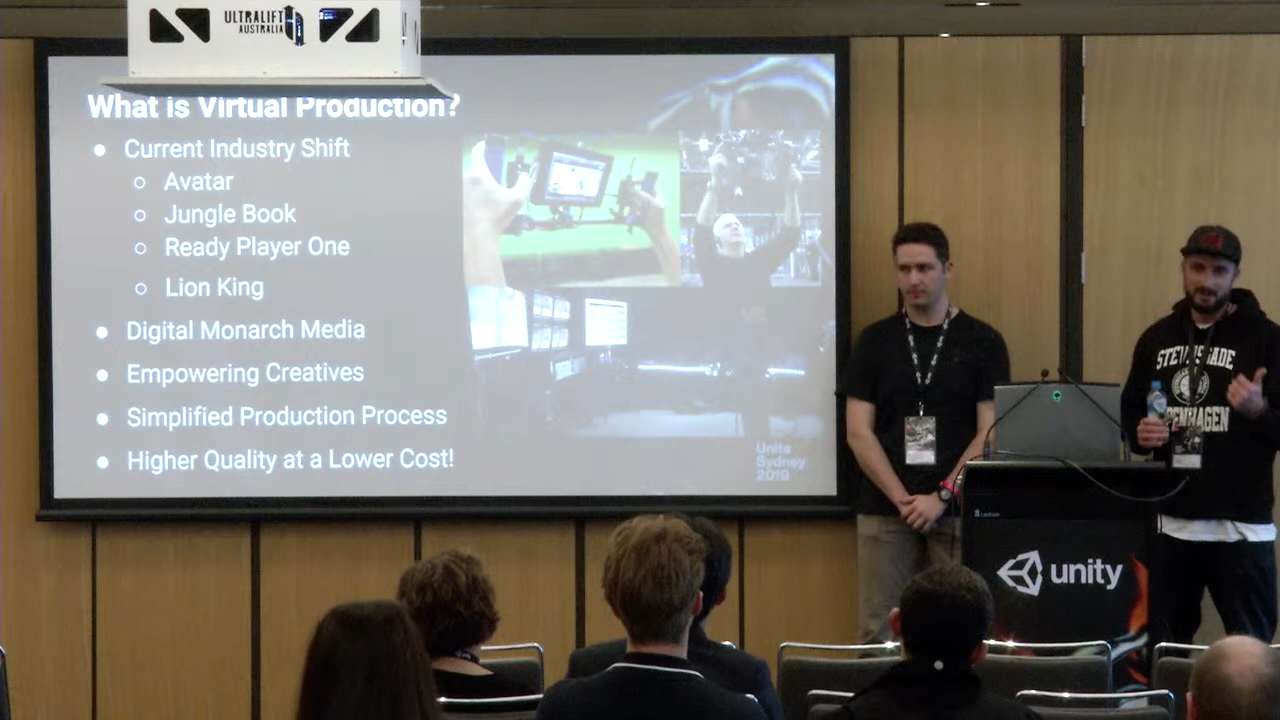 ULTRALIFT
AUSTRALIA
What is Virtual Production?
Current Industry Shift
Avatar
Jungle Book
Ready Player One
Lion King
Digital Monarch Media
Empowering Creatives
Simplified Production Process
Higher Quality at a Lower Cost!
Unite
Sydney
2019
unity